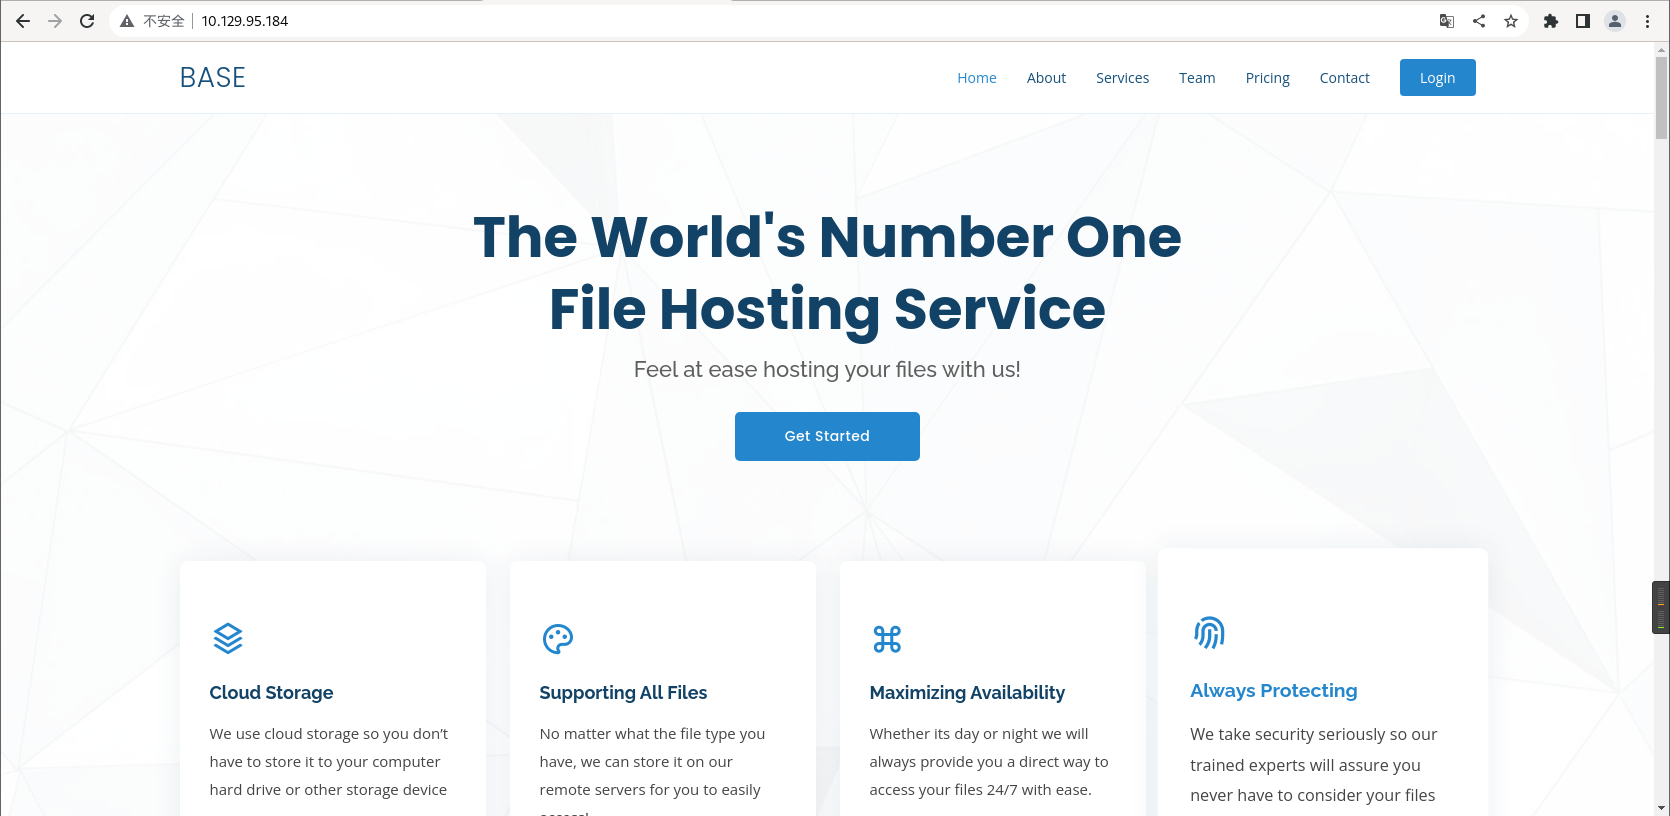 不安全 10.129.95.184
BASE
Home About Services Team Pricing Contact Login
The World's Number One
File Hosting Service
Feel at ease hosting your files with us!
Get Started
Cloud Storage
We use cloud storage so you don’t
have to store it to your computer
hard drive or other storage device
Supporting All Files
No matter what the file type you
have, we can store it on our
remote servers for you to easily
Maximizing Availability
Whether its day or night we will
always provide you a direct way to
access your files 24/7 with ease.
Always Protecting
We take security seriously so our
trained experts will assure you
never have to consider your files